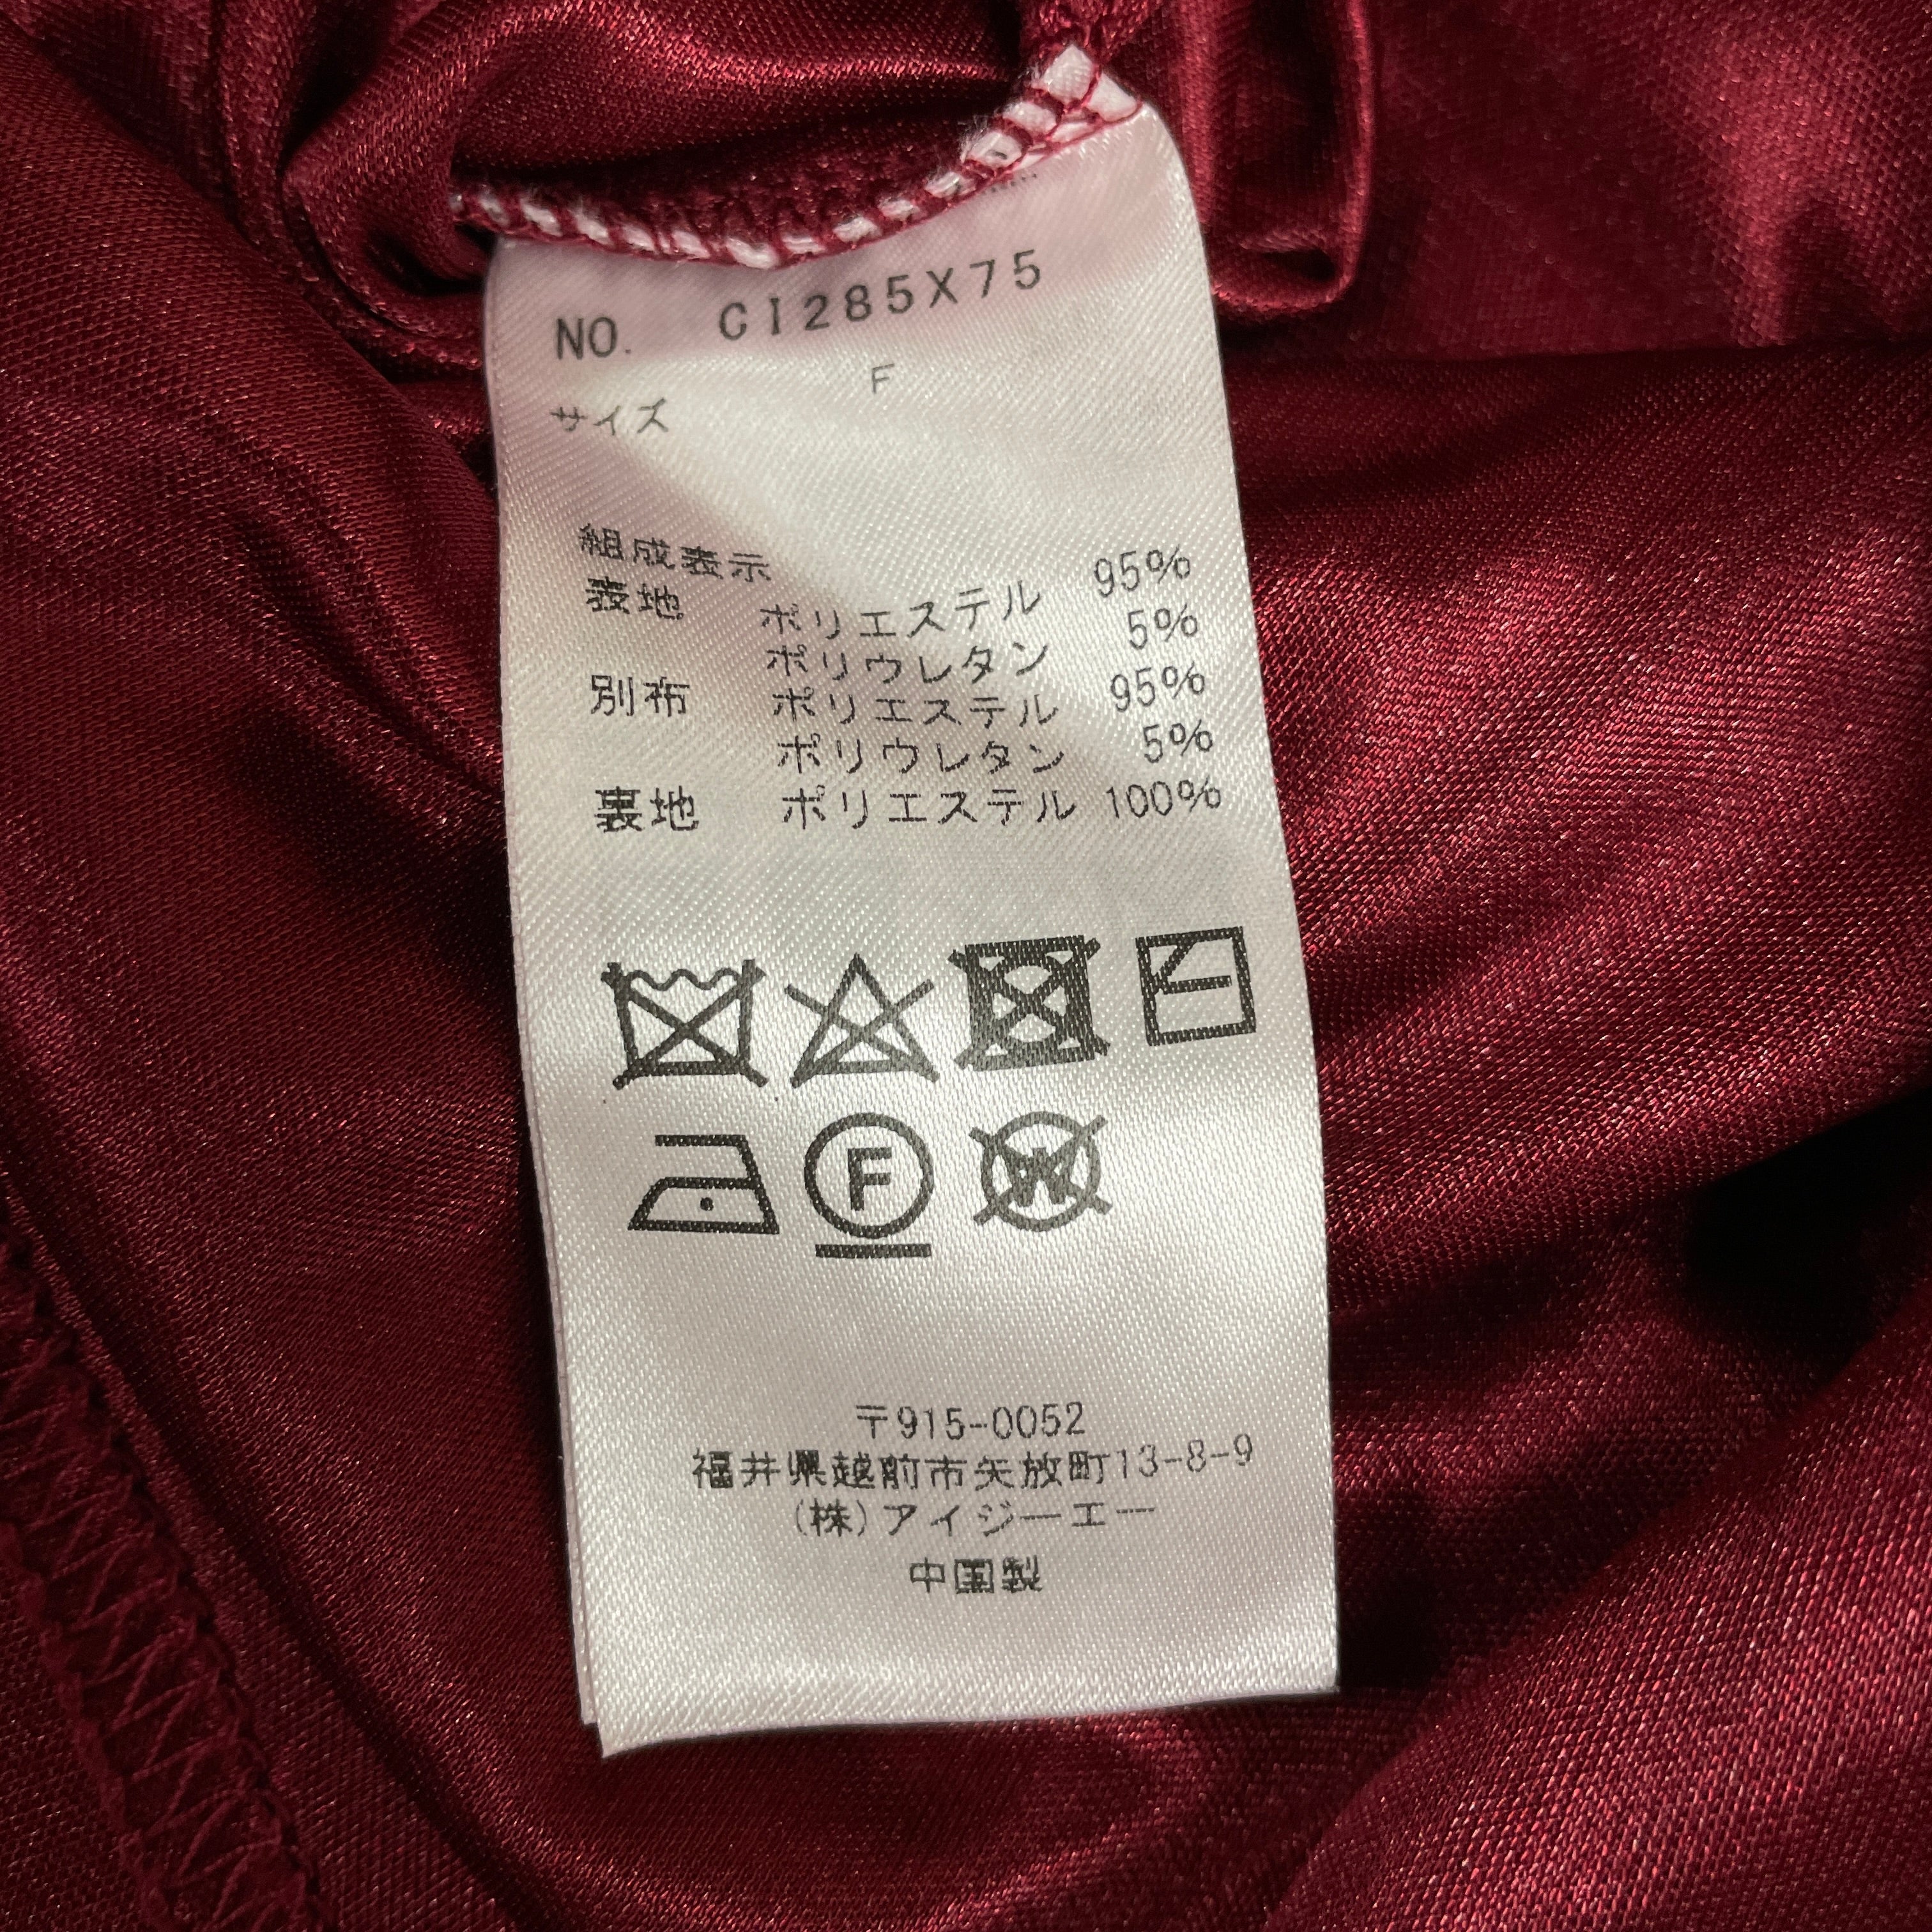 NO. CI285X75
F
サイズ
組成表示
表地 ポリエステル 95%
ポリウレタン 5%
別布 ポリエステル 95%
ポリウレタン 5%
裏地 ポリエステル 100%
F
W
〒915-0052
福井県越前市矢放町13-8-9
(株)アイジーエー
中国製